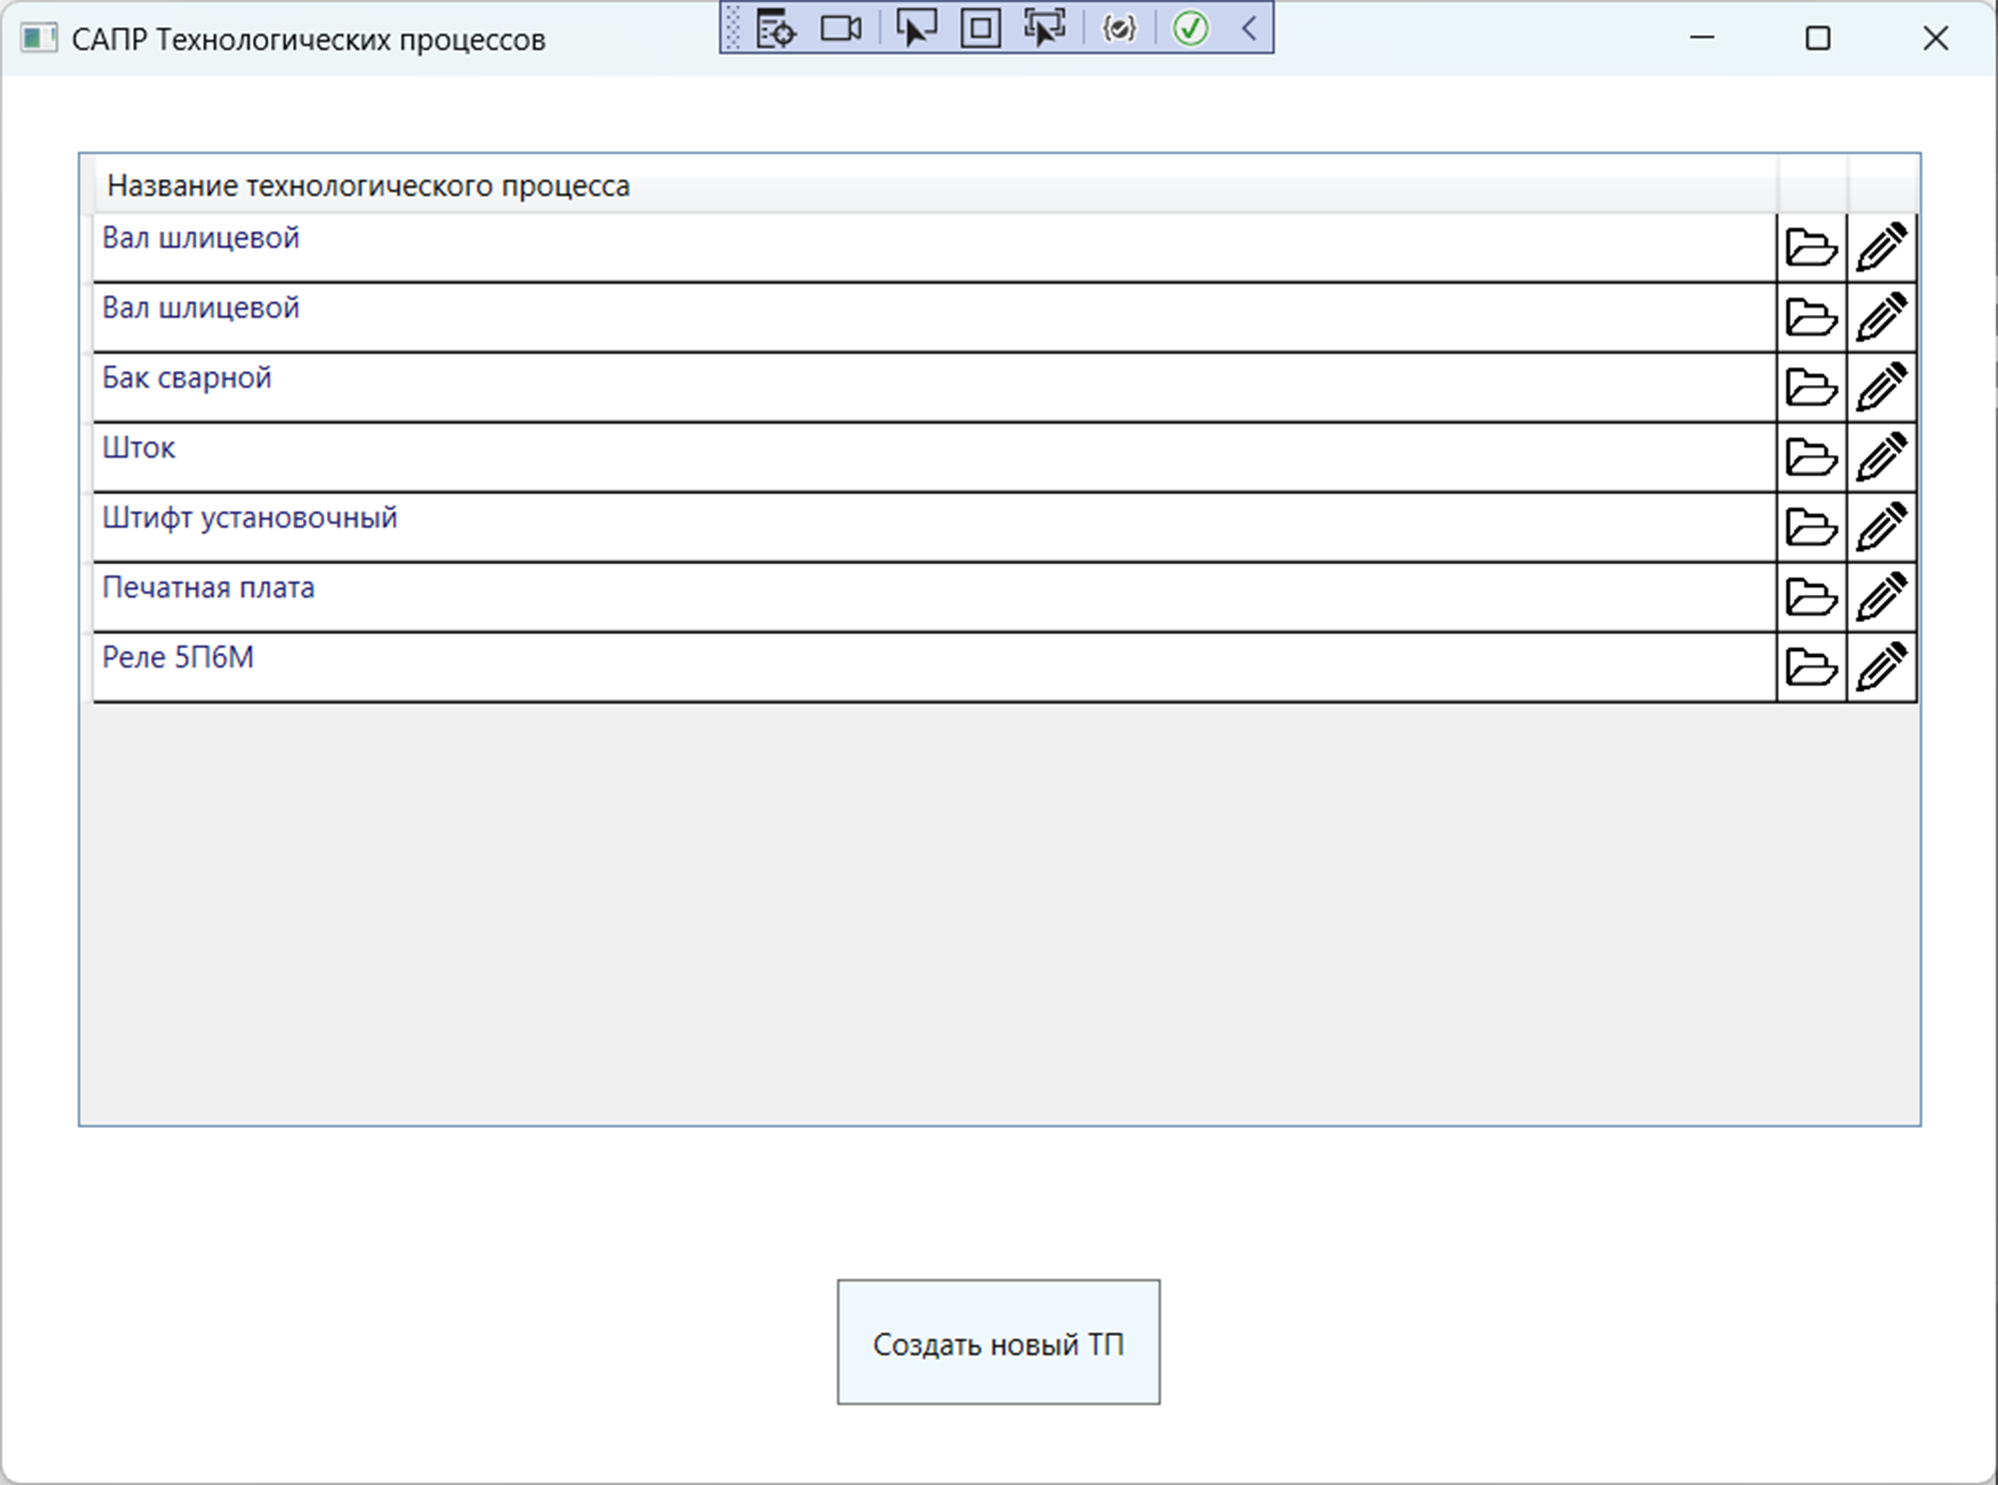 САПР Технологических процессов
Название технологического процесса
Вал шлицевой
Вал шлицевой
Бак сварной
Шток
Штифт установочный
Печатная плата
Реле 5П6М
Создать новый ТП